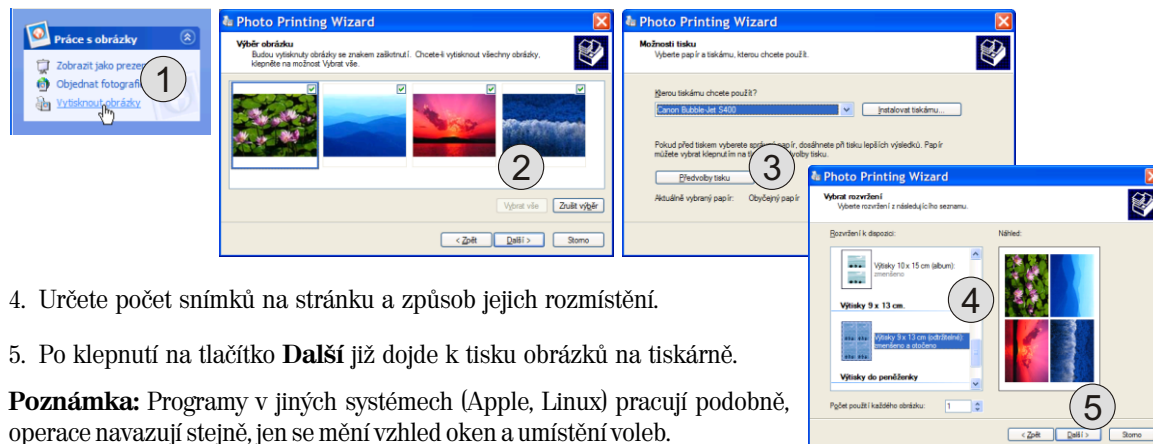 Práce s obrázky
Zobrazit jako
Objednat
Vytisknout obrázky
1
Photo Printing Wizard
Výběr obrázku
Budou vytisknuty obrázky se znakem zaškrtnutí. Chcete-li vytisknout všechny obrázky,
klepněte na možnost Vybrat vše.
2
Vybrat vše
Zrušit výběr
< Zpět
Další >
Storno
Photo Printing Wizard
Možnosti tisku
Vyberte papír a tiskárnu, kterou chcete použít.
Kterou tiskárnu chcete použít?
Canon Bubble-Jet S400
Instalovat tiskárnu...
Pokud před tiskem vyberete správný papír, dosáhnete při tisku lepších výsledků. Papír
můžete vybrat klepnutím na tisku.
Předvolby tisku
3
Aktuálně vybraný papír: Obyčejný papír
Photo Printing Wizard
Vybrat rozvržení
Vyberte rozvržení z následujícího seznamu.
Rozvržení k dispozici:
Náhled:
Výtisky 10 x 15 cm (album):
zmenšeno
Výtisky 9 x 13 cm.
4
Výtisky 9 x 13 cm (odtržitelné):
zmenšeno a otočeno
Výtisky do peněženky
Počet použití každého obrázku: 1
5
< Zpět
Další >
Storno
4. Určete počet snímků na stránku a způsob jejich rozmístění.
5. Po klepnutí na tlačítko Další již dojde k tisku obrázků na tiskárně.
Poznámka: Programy v jiných systémech (Apple, Linux) pracují podobně,
operace navazují stejně, jen se mění vzhled oken a umístění voleb.